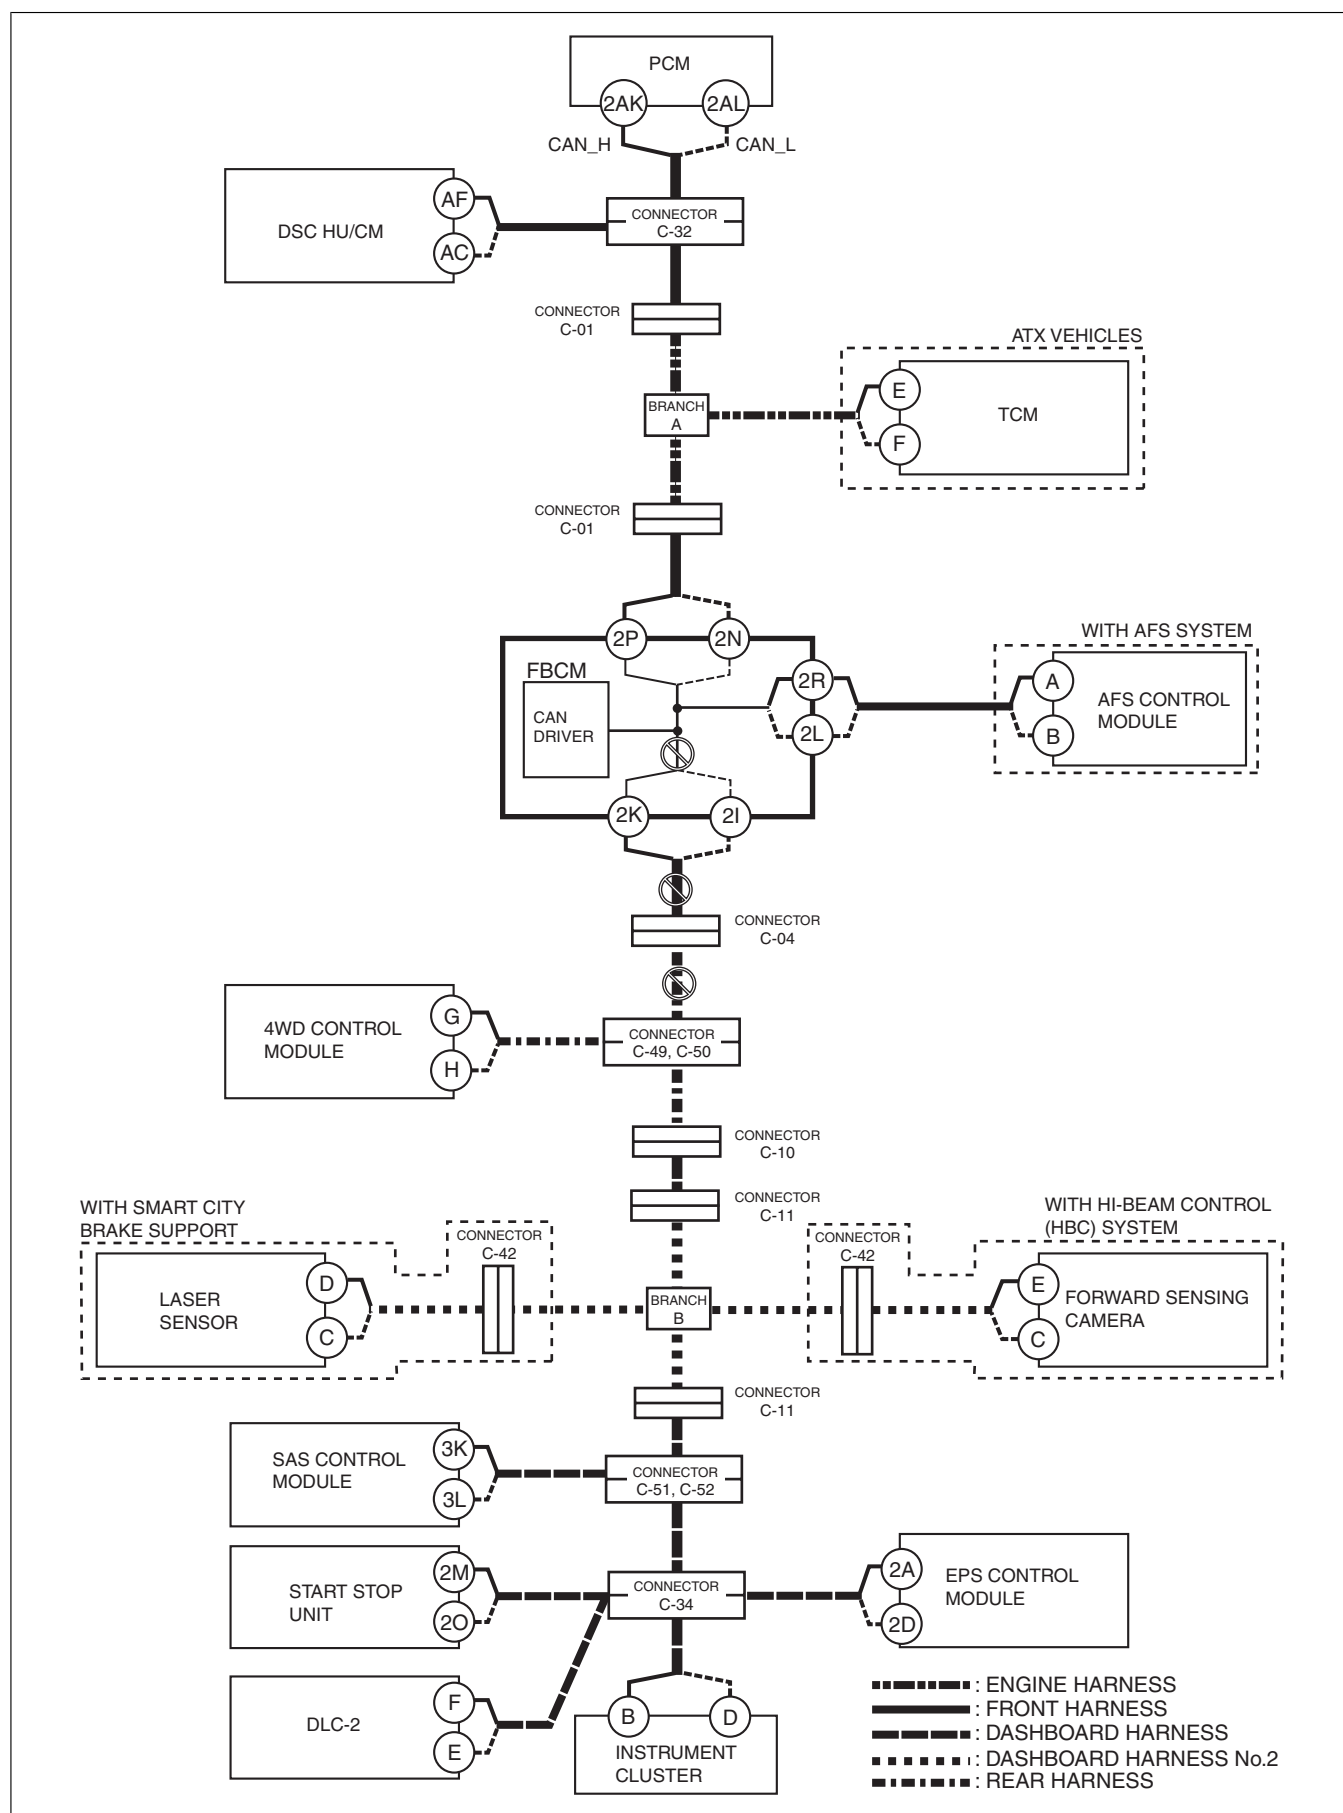 PCM
2AK
2AL
CAN_H
CAN_L
DSC HU/CM
AF
AC
CONNECTOR
C-32
CONNECTOR
C-01
ATX VEHICLES
BRANCH
A
E
F
TCM
CONNECTOR
C-01
2P
2N
WITH AFS SYSTEM
FBCM
CAN
DRIVER
2R
2L
A
B
AFS CONTROL
MODULE
2K
2I
CONNECTOR
C-04
4WD CONTROL
MODULE
G
H
CONNECTOR
C-49, C-50
CONNECTOR
C-10
CONNECTOR
C-11
WITH SMART CITY
BRAKE SUPPORT
CONNECTOR
C-42
LASER
SENSOR
D
C
BRANCH
B
WITH HI-BEAM CONTROL
(HBC) SYSTEM
CONNECTOR
C-42
E
C
FORWARD SENSING
CAMERA
CONNECTOR
C-11
SAS CONTROL
MODULE
3K
3L
CONNECTOR
C-51, C-52
START STOP
UNIT
2M
2O
CONNECTOR
C-34
2A
2D
EPS CONTROL
MODULE
DLC-2
F
E
B
D
INSTRUMENT
CLUSTER
: ENGINE HARNESS
: FRONT HARNESS
: DASHBOARD HARNESS
: DASHBOARD HARNESS No.2
: REAR HARNESS